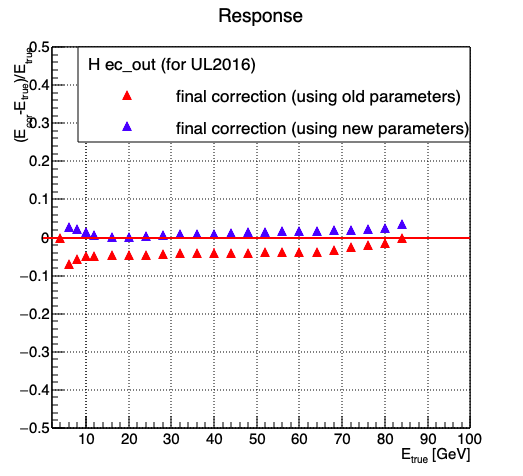 Response
(E_cor-E_true)/E_true
H ec_out (for UL2016)
final correction (using old parameters)
final correction (using new parameters)
0.5
0.4
0.3
0.2
0.1
0
−0.1
−0.2
−0.3
−0.4
−0.5
10 20 30 40 50 60 70 80 90 100
E_true [GeV]